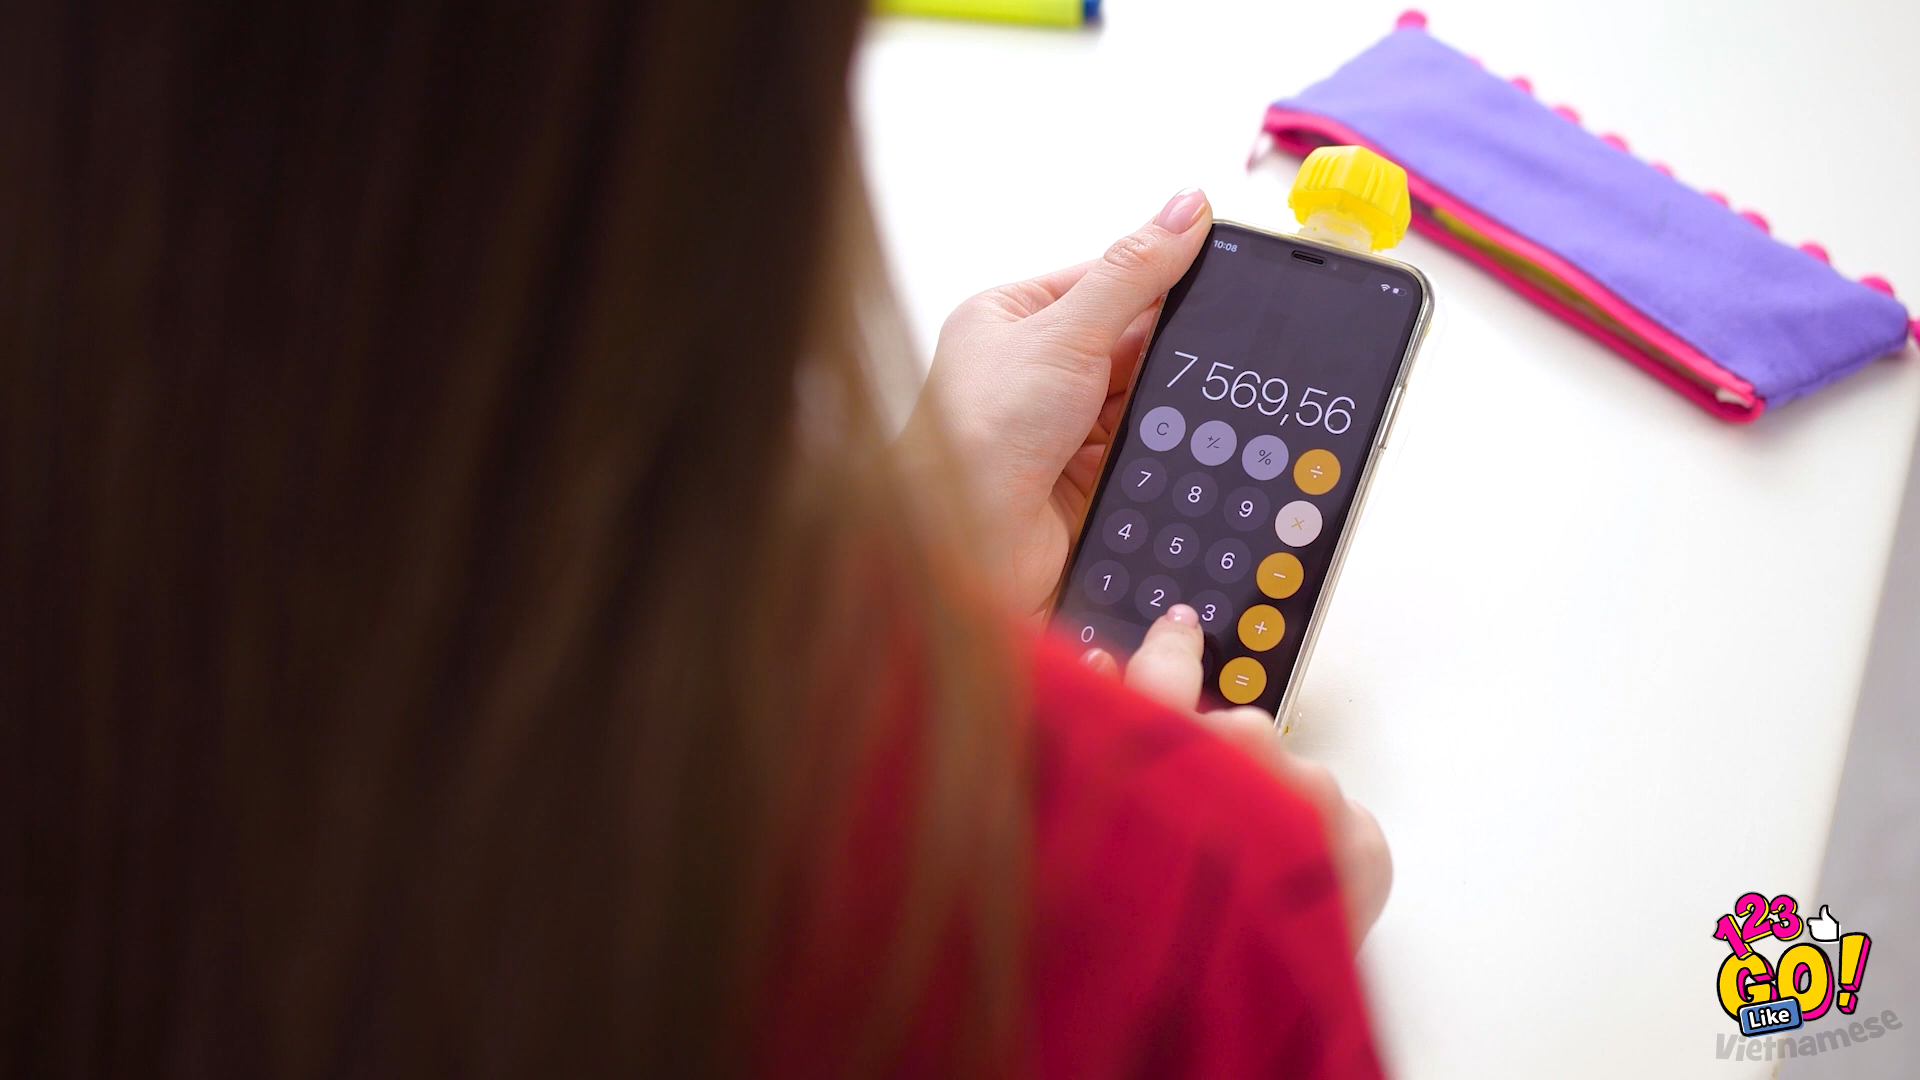 10:08
7 569,56
C +/- % ÷
7 8 9 ×
4 5 6 −
1 2 3 +
0 =
123
GO!
Like
Vietnamese